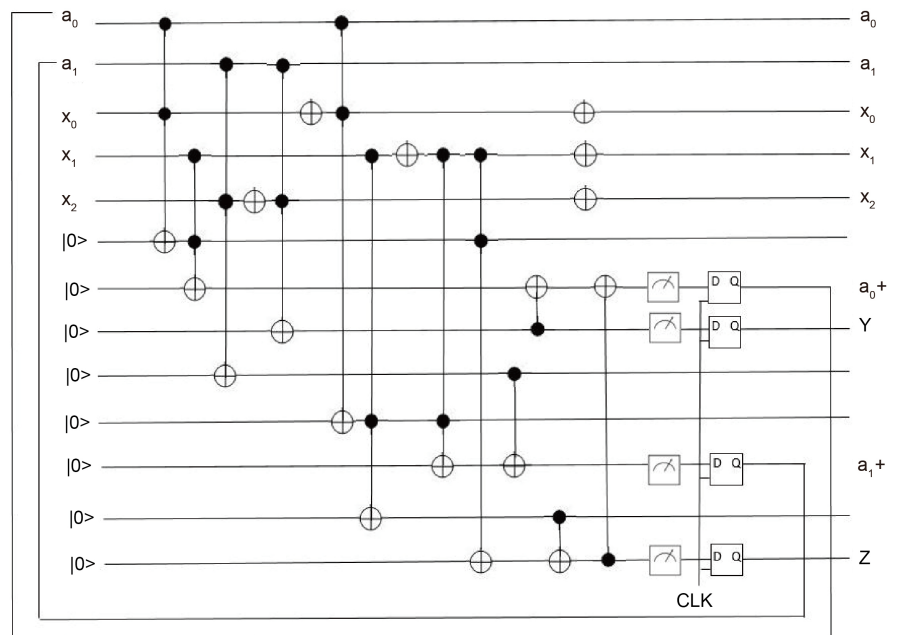 a₀ a₀
a₁ a₁
x₀ x₀
x₁ x₁
x₂ x₂
|0>
|0> D Q a₀+
|0> D Q Y
|0>
|0>
|0> D Q a₁+
|0>
|0> D Q Z
CLK